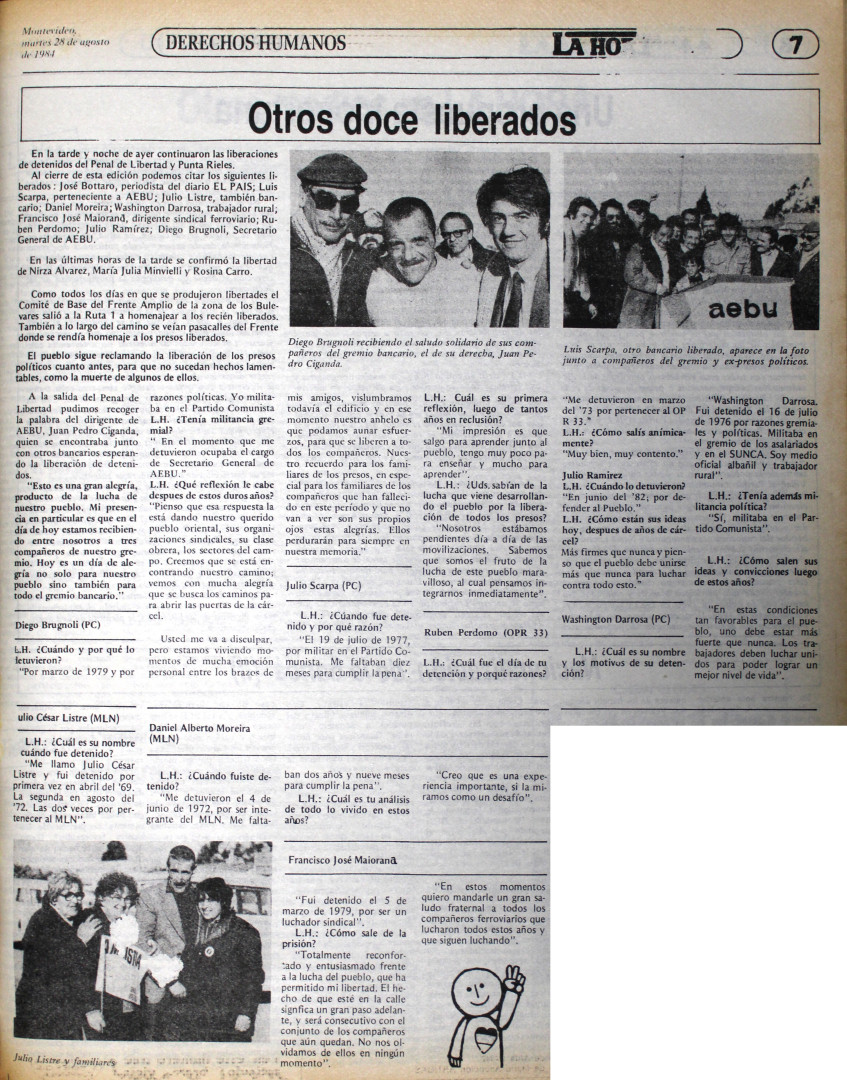 Montevideo,
martes 28 de agosto
de 1984
DERECHOS HUMANOS
LA HO
7
Otros doce liberados
En la tarde y noche de ayer continuaron las liberaciones
de detenidos del Penal de Libertad y Punta Rieles.
Al cierre de esta edición podemos citar los siguientes li-
berados : José Bottaro, periodista del diario EL PAIS; Luis
Scarpa, perteneciente a AEBU; Julio Listre, también ban-
cario; Daniel Moreira; Washington Darrosa, trabajador rural;
Francisco José Maiorană, dirigente sindical ferroviario; Ru-
ben Perdomo; Julio Ramírez; Diego Brugnoli, Secretario
General de AEBU.
En las últimas horas de la tarde se confirmó la libertad
de Nirza Alvarez, María Julia Minvielli y Rosina Carro.
Como todos los días en que se produjeron libertades el
Comité de Base del Frente Amplio de la zona de los Bule-
vares salió a la Ruta 1 a homenajear a los recién liberados.
También a lo largo del camino se veían pasacalles del Frente
donde se rendía homenaje a los presos liberados.
El pueblo sigue reclamando la liberación de los presos
políticos cuanto antes, para que no sucedan hechos lamen-
tables, como la muerte de algunos de ellos.
Diego Brugnoli recibiendo el saludo solidario de sus com-
pañeros del gremio bancario, el de su derecha, Juan Pe-
dro Ciganda.
aebu
Luis Scarpa, otro bancario liberado, aparece en la foto
junto a compañeros del gremio y ex-presos políticos.
A la salida del Penal de
Libertad pudimos recoger
la palabra del dirigente de
AEBU, Juan Pedro Ciganda,
quien se encontraba junto
con otros bancarios esperan-
do la liberación de deteni-
dos.
"Esto es una gran alegría,
producto de la lucha de
nuestro pueblo. Mi presen-
cia en particular es que en el
día de hoy estamos recibien-
do entre nosotros a tres
compañeros de nuestro gre-
mio. Hoy es un día de ale-
gría no solo para nuestro
pueblo sino también para
todo el gremio bancario."
Diego Brugnoli (PC)
L.H. ¿Cuándo y por qué lo
letuvieron?
"Por marzo de 1979 y por
razones políticas. Yo milita-
ba en el Partido Comunista
L.H. ¿Tenía militancia gre-
mial?
" En el momento que me
detuvieron ocupaba el cargo
de Secretario General de
AEBU."
L.H. ¿Qué reflexión le cabe
despues de estos duros años?
"Pienso que esa respuesta la
está dando nuestro querido
pueblo oriental, sus organi-
zaciones sindicales, su clase
obrera, los sectores del cam-
po. Creemos que se está en-
contrando nuestro camino;
vemos con mucha alegría
que se busca los caminos pa-
ra abrir las puertas de la cár-
cel.
Usted me va a disculpar,
pero estamos viviendo mo-
mentos de mucha emoción
personal entre los brazos de
mis amigos, vislumbramos
todavía el edificio y en ese
momento nuestro anhelo es
que podamos aunar esfuer-
zos, para que se liberen a to-
dos los compañeros. Nues-
tro recuerdo para los fami-
liares de los presos, en espe-
cial para los familiares de los
compañeros que han falleci-
do en este período y que no
van a ver son sus propios
ojos estas alegrías. Ellos
perdurarán para siempre en
nuestra memoria."
Julio Scarpa (PC)
L.H.: ¿Cúando fue dete-
nido y por qué razón?
"El 19 de julio de 1977,
por militar en el Partido Co-
munista. Me faltaban diez
meses para cumplir la pena".
L.H.: Cuál es su primera
reflexión, luego de tantos
años en reclusión?
"Mi impresión es que
salgo para aprender junto al
pueblo, tengo muy poco pa-
ra enseñar y mucho para
aprender".
L.H.: ¿Uds. sabían de la
lucha que viene desarrollan-
do el pueblo por la libera-
ción de todos los presos?
"Nosotros estábamos
pendientes día a día de las
movilizaciones. Sabemos
que somos el fruto de la
lucha de este pueblo mara-
villoso, al cual pensamos in-
tegrarnos inmediatamente".
Ruben Perdomo (OPR 33)
L.H.: ¿Cuál fue el día de tu
detención y porqué razones?
"Me detuvieron en marzo
del '73 por pertenecer al OP
R 33."
L.H.: ¿Cómo salís anímica-
mente?
"Muy bien, muy contento."
Julio Ramírez
L.H. ¿Cuándo lo detuvieron?
"En junio del '82; por de-
fender al Pueblo."
L.H. ¿Cómo están sus ideas
hoy, despues de años de cár-
cel?
Más firmes que nunca y pien-
so que el pueblo debe unirse
más que nunca para luchar
contra todo esto."
Washington Darrosa (PC)
L.H.: ¿Cuál es su nombre
y los motivos de su deten-
ción?
"Washington Darrosa.
Fui detenido el 16 de julio
de 1976 por razones gremia-
les y políticas. Militaba en
el gremio de los asalariados
y en el SUNCA. Soy medio
oficial albañil y trabajador
rural".
L.H.: ¿Tenía además mi-
litancia política?
"Sí, militaba en el Par-
tido Comunista".
L.H.: ¿Cómo salen sus
ideas y convicciones luego
de estos años?
"En estas condiciones
tan favorables para el pue-
blo, uno debe estar más
fuerte que nunca. Los tra-
bajadores deben luchar uni-
dos para poder lograr un
mejor nivel de vida".
ulio César Listre (MLN)
L.H.: ¿Cuál es su nombre
cuándo fue detenido?
"Me llamo Julio César
Listre y fui detenido por
primera vez en abril del '69.
La segunda en agosto del
'72. Las dos veces por per-
tenecer al MLN".
Daniel Alberto Moreira
(MLN)
L.H.: ¿Cuándo fuiste de-
tenido?
"Me detuvieron el 4 de
junio de 1972, por ser inte-
grante del MLN. Me falta-
ban dos años y nueve meses
para cumplir la pena".
L.H.: ¿Cuál es tu análisis
de todo lo vivido en estos
años?
"Creo que es una expe-
riencia importante, si la mi-
ramos como un desafío".
Julio Listre y familiares
Francisco José Maiorană
"Fui detenido el 5 de
marzo de 1979, por ser un
luchador sindical".
L.H.: ¿Cómo sale de la
prisión?
"Totalmente reconfor-
tado y entusiasmado frente
a la lucha del pueblo, que ha
permitido mi libertad. El he-
cho de que esté en la calle
signfica un gran paso adelan-
te, y será consecutivo con el
conjunto de los compañeros
que aún quedan. No nos ol-
vidamos de ellos en ningún
momento".
"En estos momentos
quiero mandarle un gran sa-
ludo fraternal a todos los
compañeros ferroviarios que
lucharon todos estos años y
que siguen luchando".